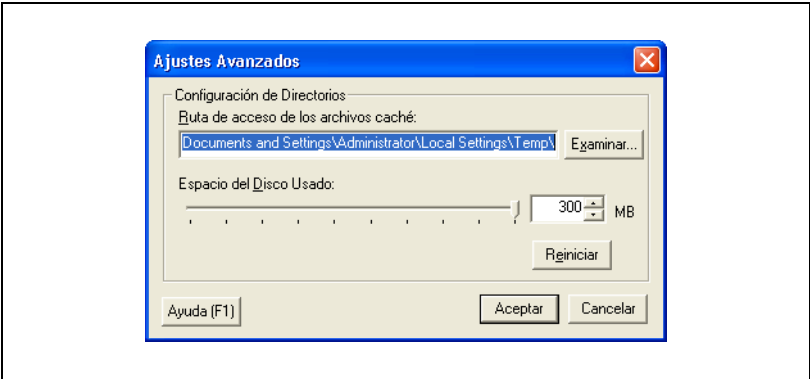 Ajustes Avanzados
Configuración de Directorios
Ruta de acceso de los archivos caché:
Documents and Settings\Administrator\Local Settings\Temp\
Examinar...
Espacio del Disco Usado:
300 MB
Reiniciar
Ayuda (F1)
Aceptar
Cancelar